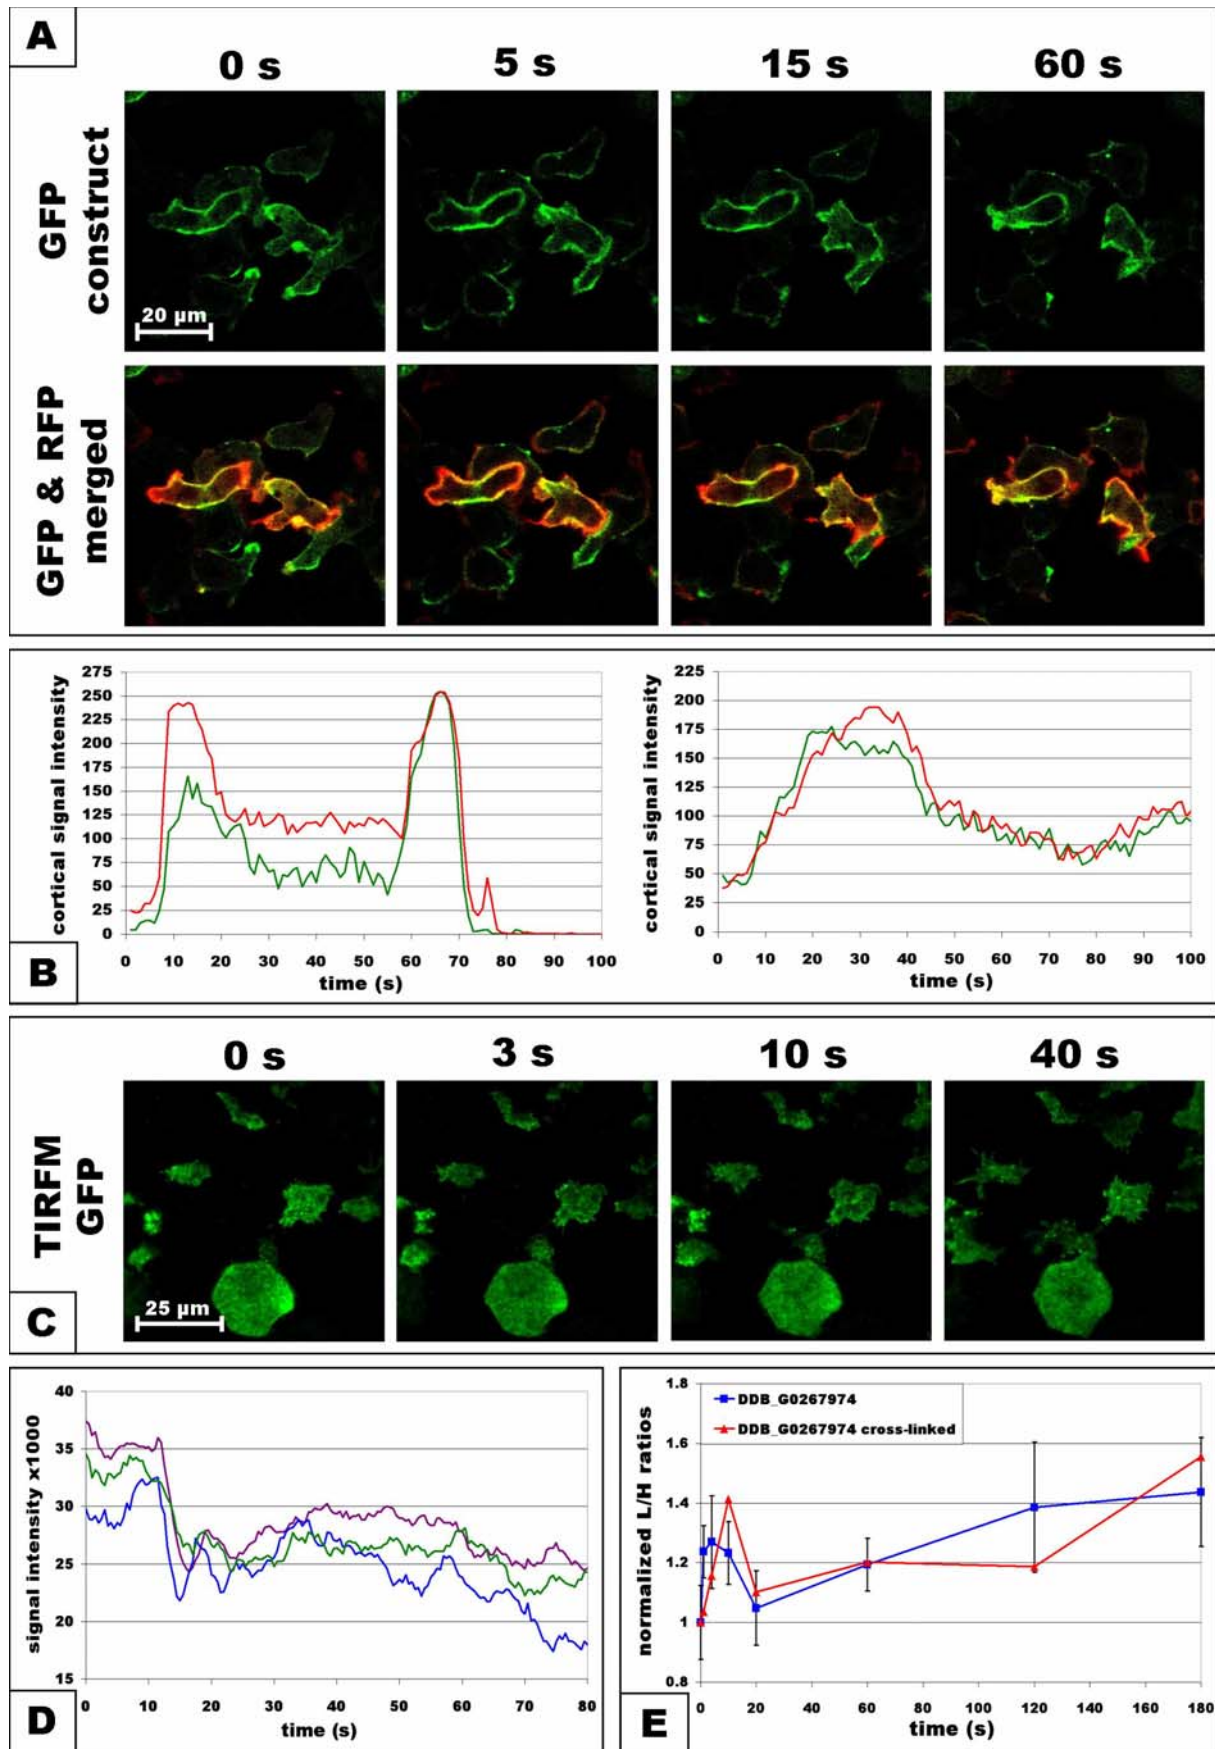 A
0 s 5 s 15 s 60 s
GFP
construct
20 µm
GFP & RFP
merged
B
cortical signal intensity
275
250
225
200
175
150
125
100
75
50
25
0
0 10 20 30 40 50 60 70 80 90 100
time (s)
cortical signal intensity
225
200
175
150
125
100
75
50
25
0
0 10 20 30 40 50 60 70 80 90 100
time (s)
C
0 s 3 s 10 s 40 s
TIRFM
GFP
25 µm
D
signal intensity x1000
40
35
30
25
20
15
0 10 20 30 40 50 60 70 80
time (s)
E
normalized L/H ratios
1.8
1.6
1.4
1.2
1
0.8
DDB_G0267974
DDB_G0267974 cross-linked
0 20 40 60 80 100 120 140 160 180
time (s)